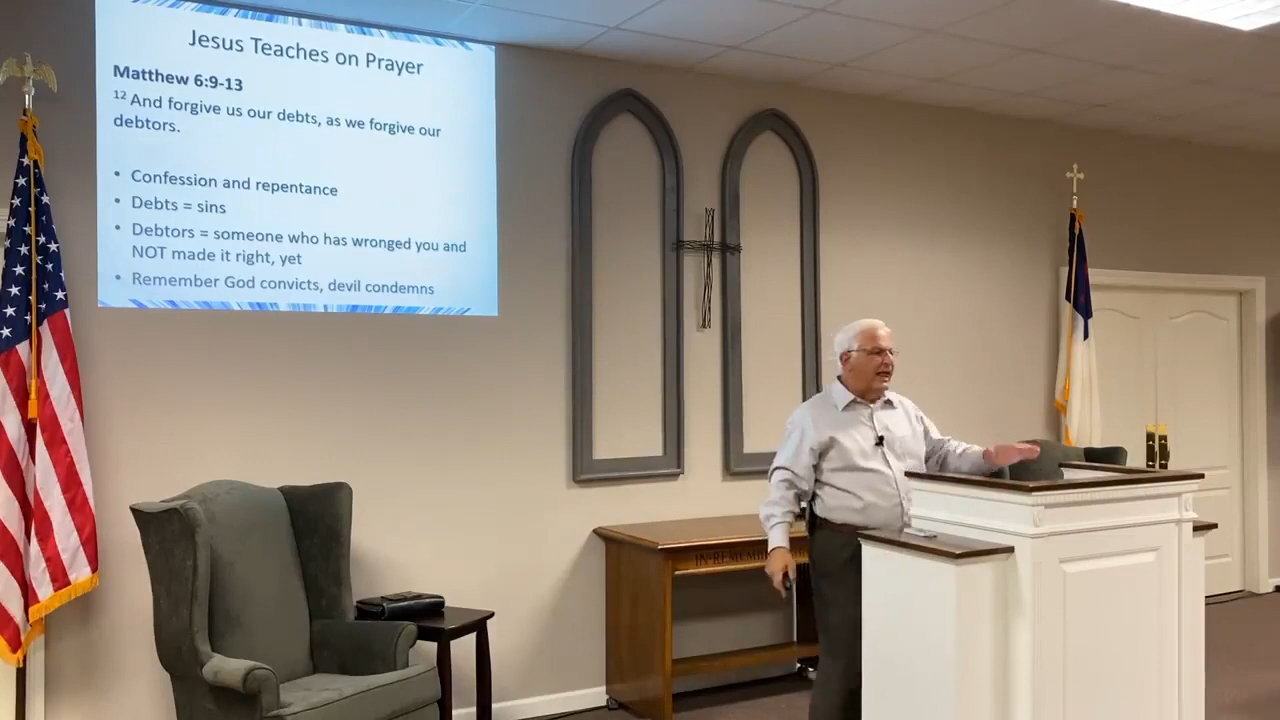 Jesus Teaches on Prayer
Matthew 6:9-13
12 And forgive us our debts, as we forgive our
debtors.
• Confession and repentance
• Debts = sins
• Debtors = someone who has wronged you and
NOT made it right, yet
• Remember God convicts, devil condemns
IN